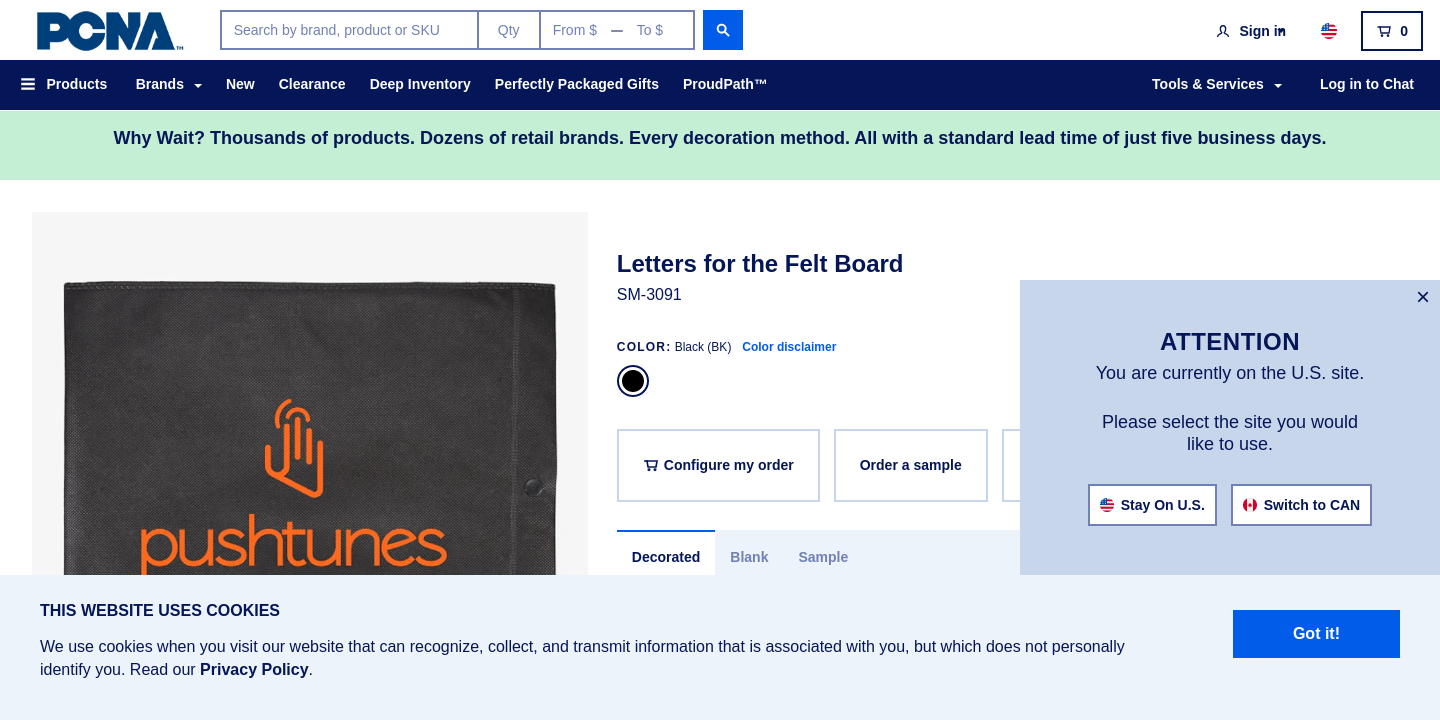 PCNA™
Search by brand, product or SKU
Qty
From $ — To $
Sign in
0
Products
Brands
New
Clearance
Deep Inventory
Perfectly Packaged Gifts
ProudPath™
Tools & Services
Log in to Chat
Why Wait? Thousands of products. Dozens of retail brands. Every decoration method. All with a standard lead time of just five business days.
pushtunes
Letters for the Felt Board
SM-3091
COLOR: Black (BK) Color disclaimer
Configure my order
Order a sample
Decorated
Blank
Sample
×
ATTENTION
You are currently on the U.S. site.
Please select the site you would
like to use.
Stay On U.S.
Switch to CAN
THIS WEBSITE USES COOKIES
We use cookies when you visit our website that can recognize, collect, and transmit information that is associated with you, but which does not personally
identify you. Read our Privacy Policy.
Got it!